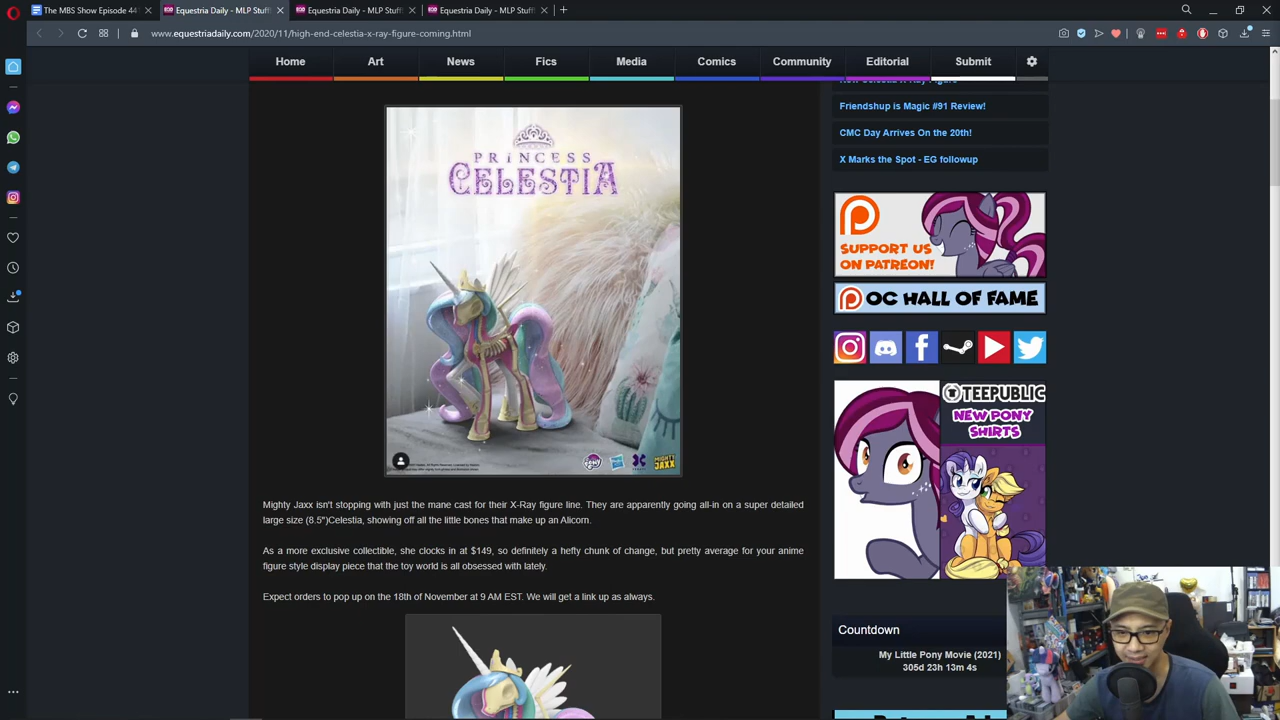 The MBS Show Episode 44
Equestria Daily - MLP Stuff
Equestria Daily - MLP Stuff
Equestria Daily - MLP Stuff
www.equestriadaily.com/2020/11/high-end-celestia-x-ray-figure-coming.html
Home
Art
News
Fics
Media
Comics
Community
Editorial
Submit
New Celestia X-Ray Figure
Friendshup is Magic #91 Review!
CMC Day Arrives On the 20th!
X Marks the Spot - EG followup
PRINCESS
CELESTIA
MIGHTY
JAXX
SUPPORT US
ON PATREON!
OC HALL OF FAME
TEEPUBLIC
NEW PONY
SHIRTS
Mighty Jaxx isn't stopping with just the mane cast for their X-Ray figure line. They are apparently going all-in on a super detailed
large size (8.5")Celestia, showing off all the little bones that make up an Alicorn.
As a more exclusive collectible, she clocks in at $149, so definitely a hefty chunk of change, but pretty average for your anime
figure style display piece that the toy world is all obsessed with lately.
Expect orders to pop up on the 18th of November at 9 AM EST. We will get a link up as always.
Countdown
My Little Pony Movie (2021)
305d 23h 13m 4s